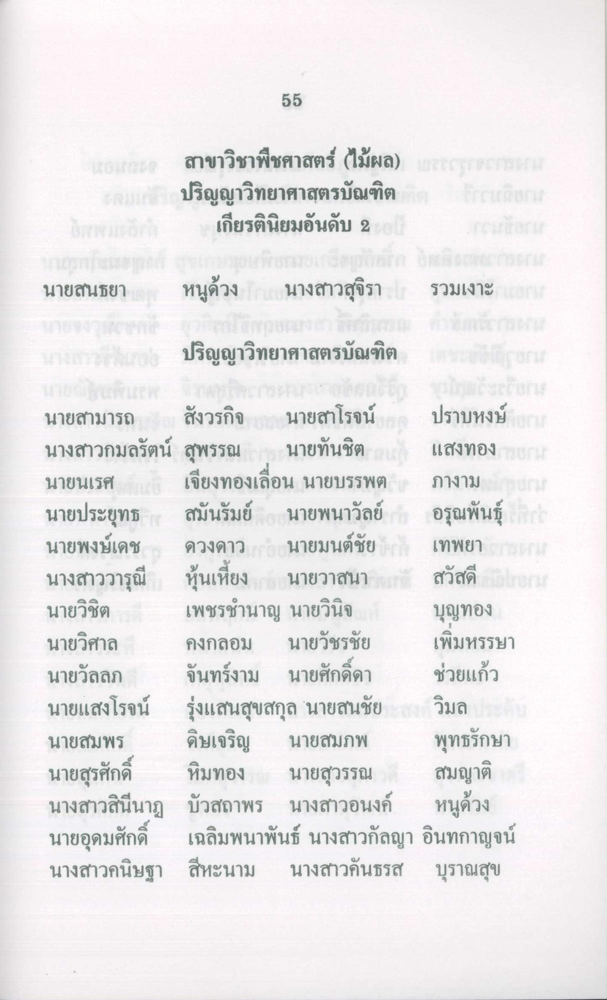 55
สาขาวิชาพืชศาสตร์ (ไม้ผล)
ปริญญาวิทยาศาสตรบัณฑิต
เกียรตินิยมอันดับ 2
นายสนธยา หนูด้วง นางสาวสุจิรา รวมเงาะ
ปริญญาวิทยาศาสตรบัณฑิต
นายสามารถ สังวรกิจ นายสาโรจน์ ปราบหงษ์
นางสาวกมลรัตน์ สุพรรณ นายทันชิต แสงทอง
นายนเรศ เจียงทองเลื่อน นายบรรพต ภางาม
นายประยุทธ สมันรัมย์ นายพนาวัลย์ อรุณพันธุ์
นายพงษ์เดช ดวงดาว นายมนต์ชัย เทพยา
นางสาววารุณี หุ้นเหี้ยง นายวาสนา สวัสดี
นายวิชิต เพชรชำนาญ นายวินิจ บุญทอง
นายวิศาล คงกลอม นายวัชรชัย เพิ่มหรรษา
นายวัลลภ จันทร์งาม นายศักดิ์ดา ช่วยแก้ว
นายแสงโรจน์ รุ่งแสนสุขสกุล นายสนชัย วิมล
นายสมพร ดิษเจริญ นายสมภพ พุทธรักษา
นายสุรศักดิ์ หิมทอง นายสุวรรณ สมญาติ
นางสาวสินีนาฎ บัวสถาพร นางสาวอนงค์ หนูด้วง
นายอุดมศักดิ์ เฉลิมพนาพันธ์ นางสาวกัลญา อินทกาญจน์
นางสาวคนิษฐา สีหะนาม นางสาวคันธรส บุราณสุข